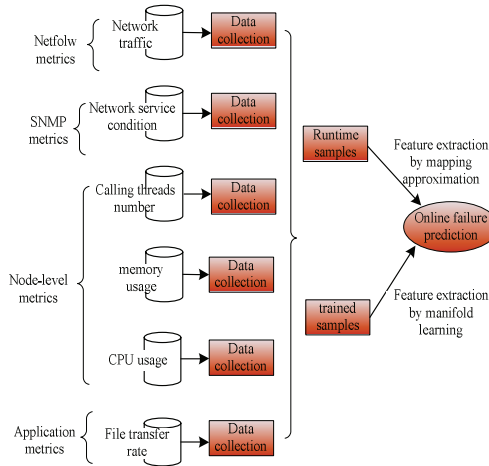 Netfolw
metrics
Network
traffic
Data
collection
SNMP
metrics
Network service
condition
Data
collection
Node-level
metrics
Calling threads
number
Data
collection
memory
usage
Data
collection
CPU usage
Data
collection
Application
metrics
File transfer
rate
Data
collection
Runtime
samples
Feature extraction
by mapping
approximation
Online failure
prediction
trained
samples
Feature extraction
by manifold
learning